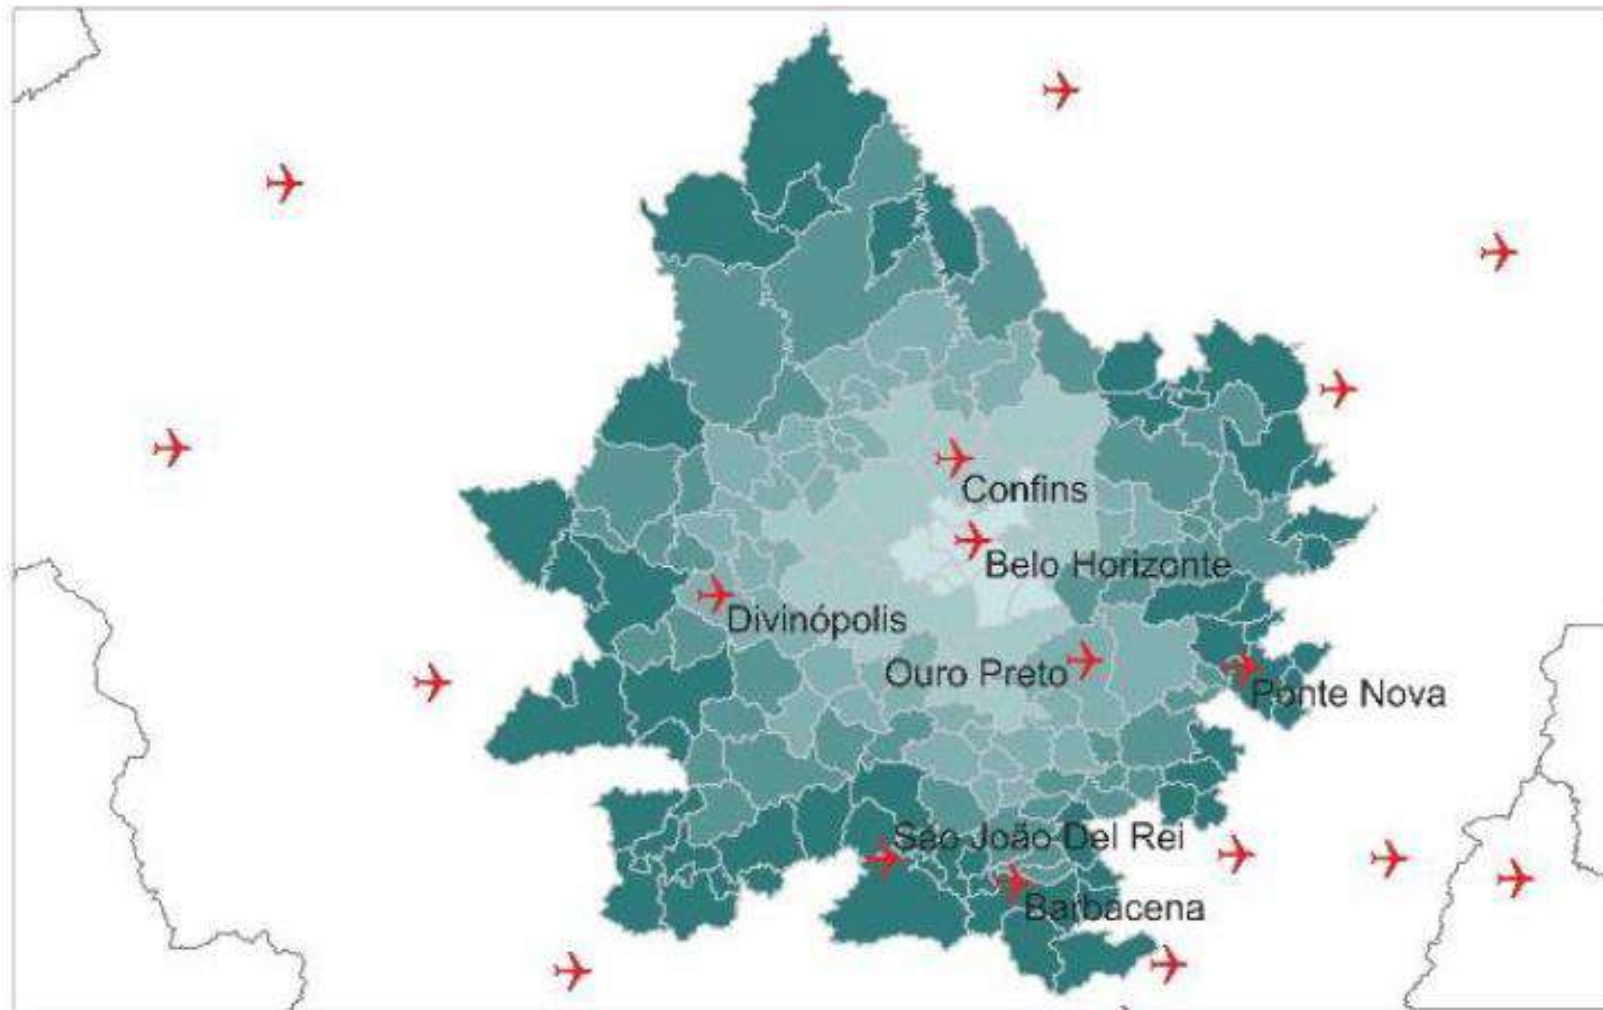 Confins
Belo Horizonte
Divinópolis
Ouro Preto
Ponte Nova
São João Del Rei
Barbacena